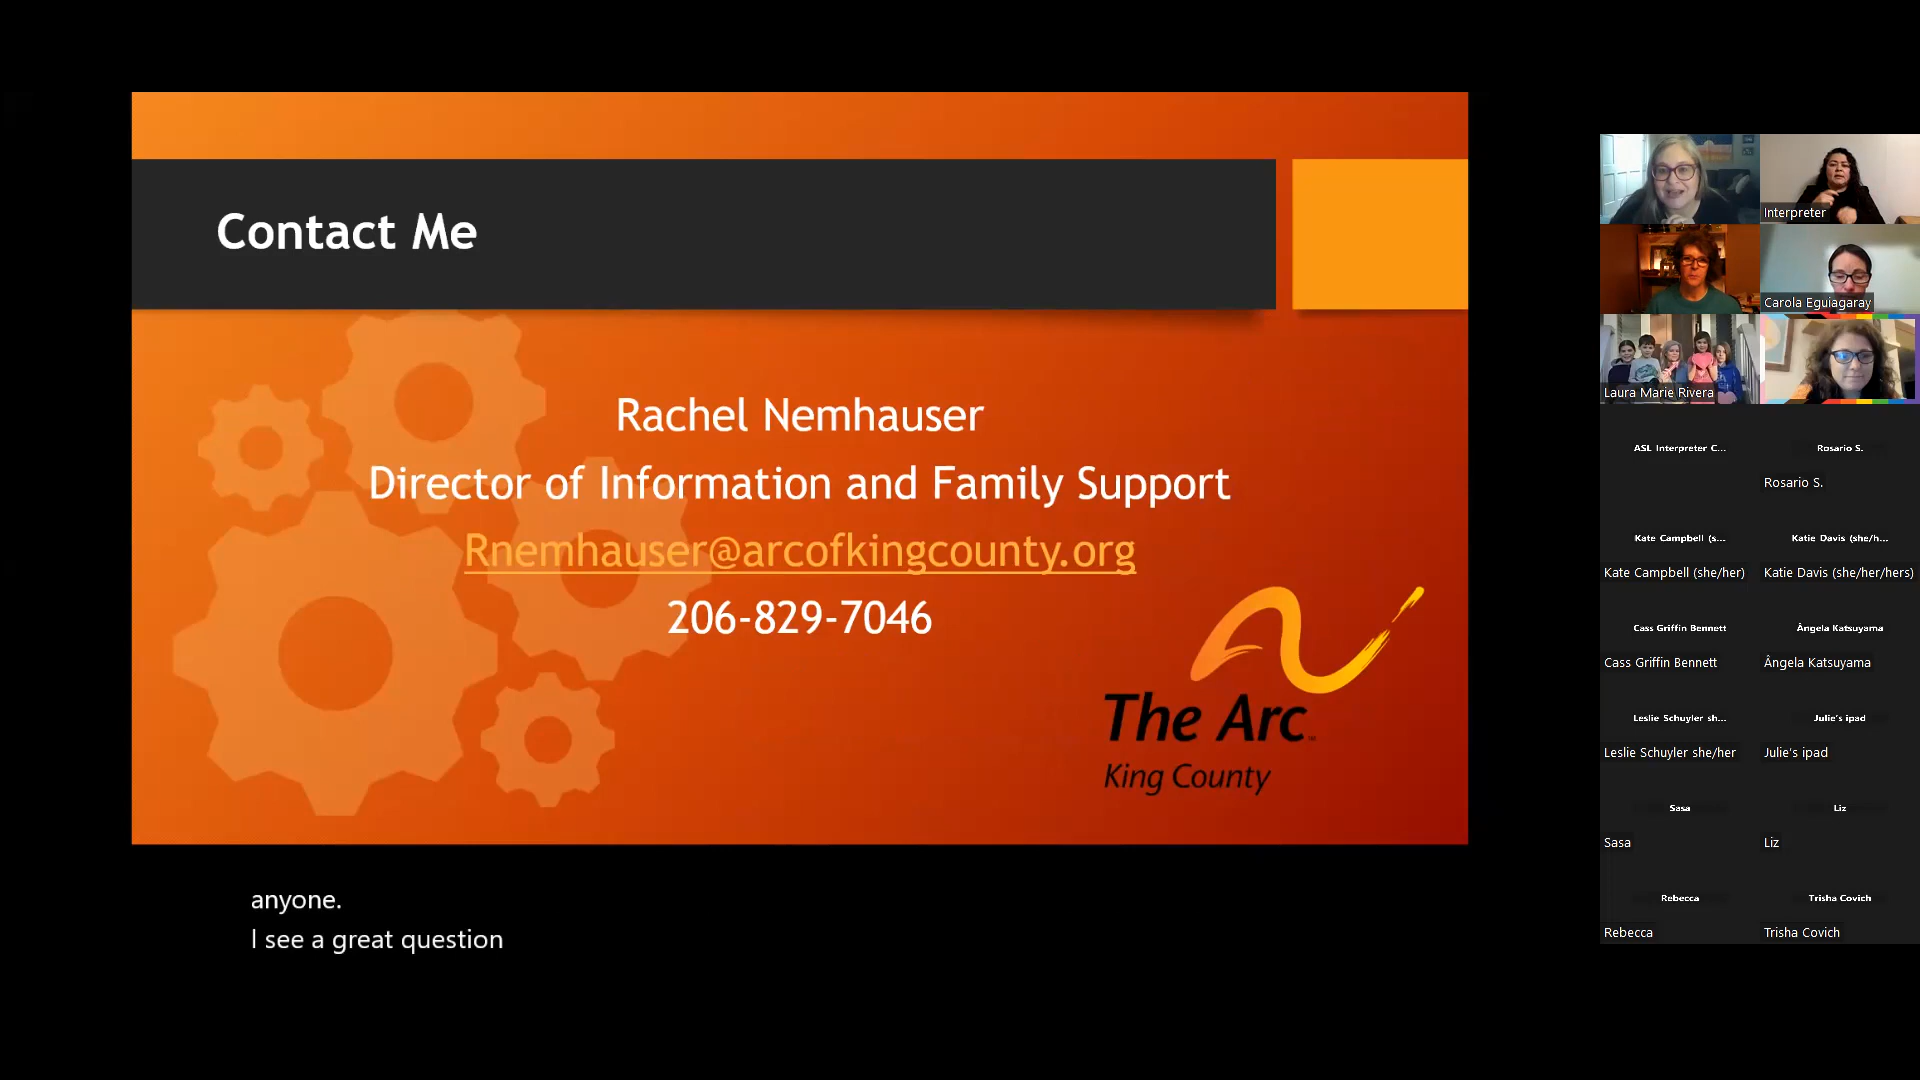 Contact Me
Rachel Nemhauser
Director of Information and Family Support
Rnemhauser@arcofkingcounty.org
206-829-7046
The Arc™
King County
anyone.
I see a great question
Interpreter
Carola Eguiagaray
Laura Marie Rivera
ASL Interpreter C...
Rosario S.
Rosario S.
Kate Campbell (s...
Katie Davis (she/h...
Kate Campbell (she/her)
Katie Davis (she/her/hers)
Cass Griffin Bennett
Ângela Katsuyama
Cass Griffin Bennett
Ângela Katsuyama
Leslie Schuyler sh...
Julie's ipad
Leslie Schuyler she/her
Julie's ipad
Sasa
Liz
Sasa
Liz
Rebecca
Trisha Covich
Rebecca
Trisha Covich